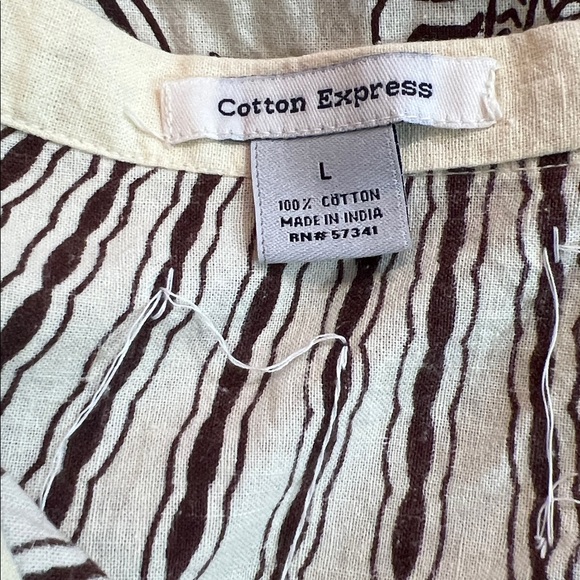 Cotton Express
L
100% COTTON
MADE IN INDIA
RN# 57341